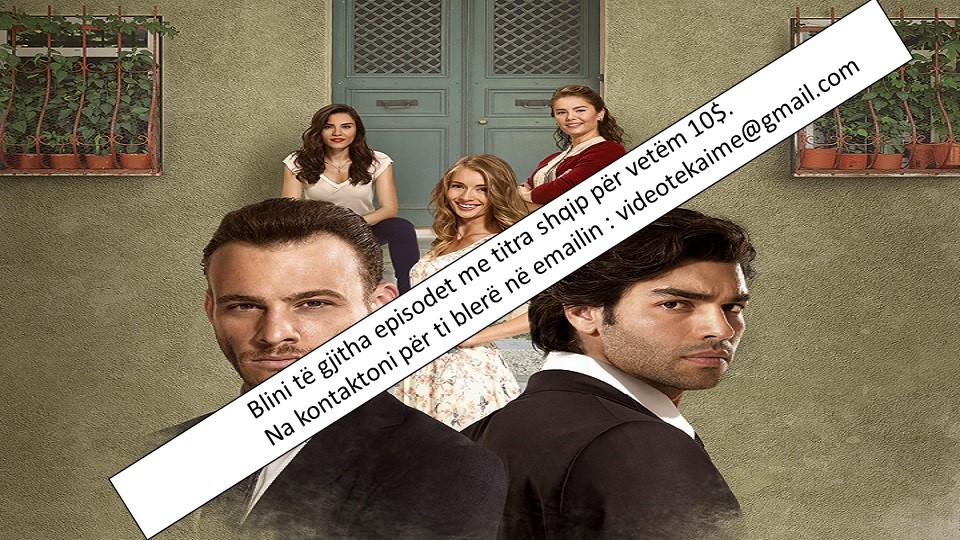 Blini të gjitha episodet me titra shqip për vetëm 10$.
Na kontaktoni për ti blerë në emailin : videotekaime@gmail.com